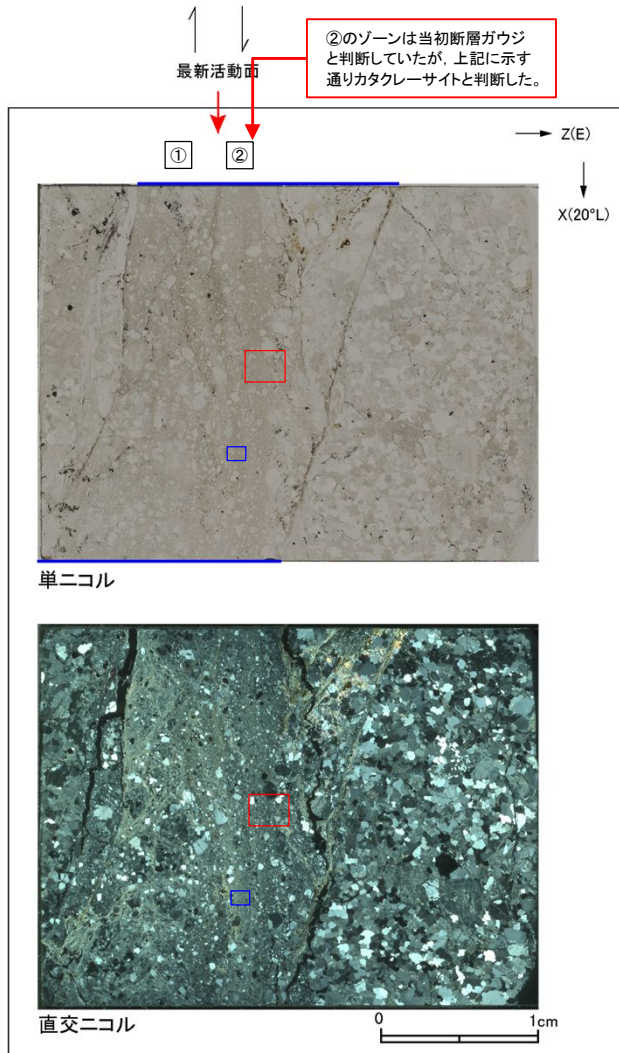 ②のゾーンは当初断層ガウジ
と判断していたが，上記に示す
通りカタクレーサイトと判断した。
最新活動面
① ②
Z(E)
X(20°L)
単ニコル
直交ニコル
0 1cm